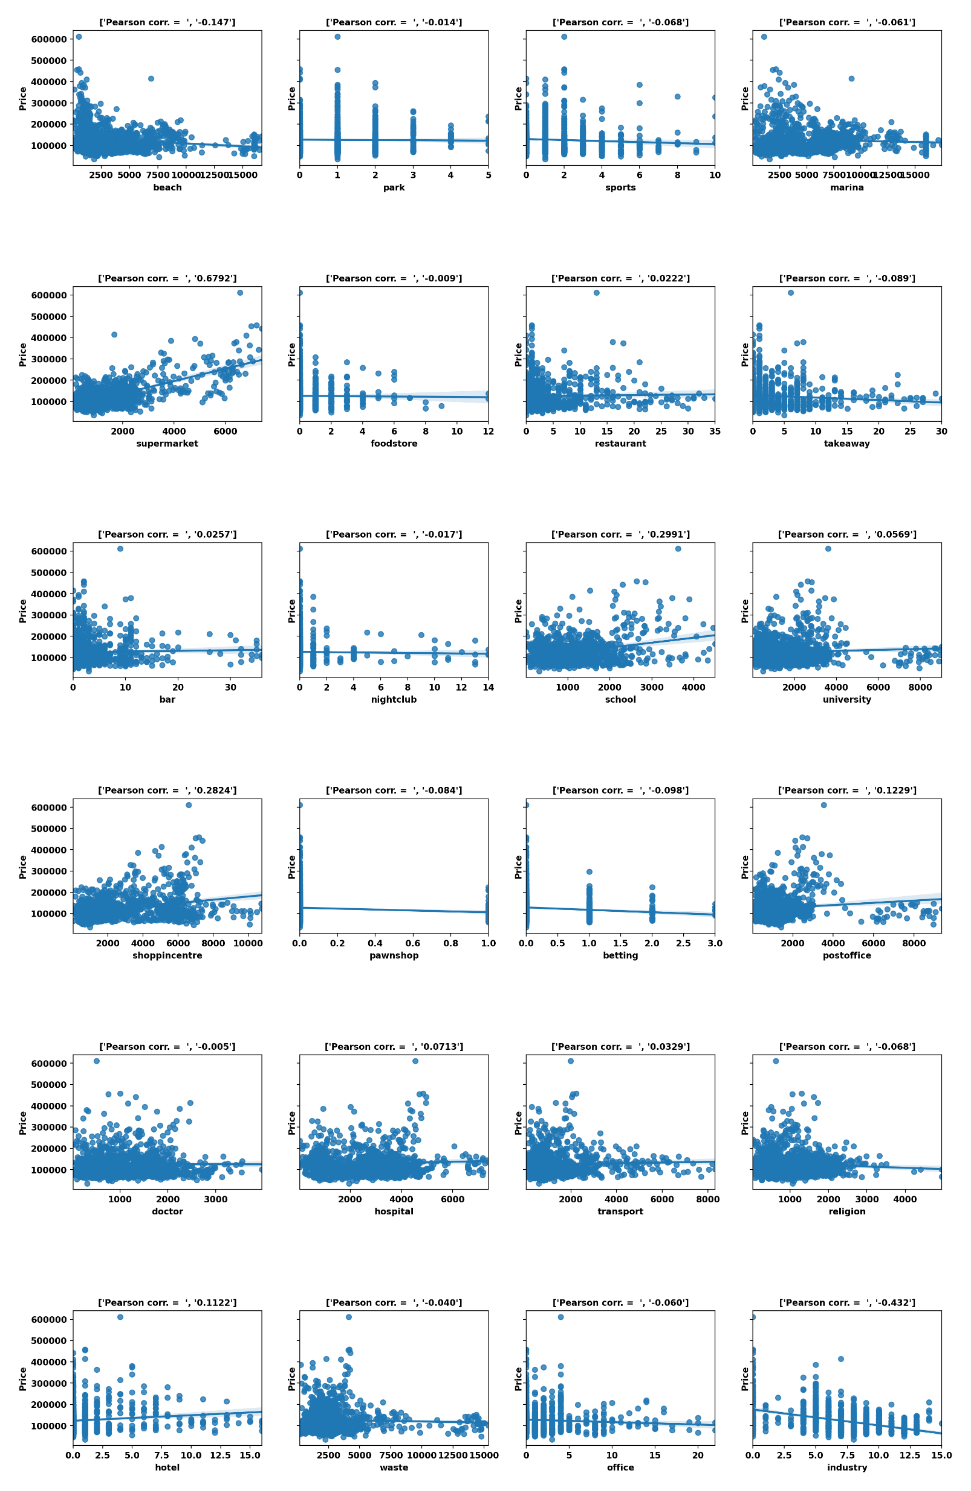 ['Pearson corr. =  ', '-0.147']
['Pearson corr. =  ', '-0.014']
['Pearson corr. =  ', '-0.068']
['Pearson corr. =  ', '-0.061']
600000
500000
400000
300000
200000
100000
Price
Price
Price
Price
2500 5000 7500 10000 12500 15000
0 1 2 3 4 5
0 2 4 6 8 10
2500 5000 7500 10000 12500 15000
beach
park
sports
marina
['Pearson corr. =  ', '0.6792']
['Pearson corr. =  ', '-0.009']
['Pearson corr. =  ', '0.0222']
['Pearson corr. =  ', '-0.089']
600000
500000
400000
300000
200000
100000
Price
Price
Price
Price
2000 4000 6000
0 2 4 6 8 10 12
0 5 10 15 20 25 30 35
0 5 10 15 20 25 30
supermarket
foodstore
restaurant
takeaway
['Pearson corr. =  ', '0.0257']
['Pearson corr. =  ', '-0.017']
['Pearson corr. =  ', '0.2991']
['Pearson corr. =  ', '0.0569']
600000
500000
400000
300000
200000
100000
Price
Price
Price
Price
0 10 20 30
0 2 4 6 8 10 12 14
1000 2000 3000 4000
2000 4000 6000 8000
bar
nightclub
school
university
['Pearson corr. =  ', '0.2824']
['Pearson corr. =  ', '-0.084']
['Pearson corr. =  ', '-0.098']
['Pearson corr. =  ', '0.1229']
600000
500000
400000
300000
200000
100000
Price
Price
Price
Price
2000 4000 6000 8000 10000
0.0 0.2 0.4 0.6 0.8 1.0
0.0 0.5 1.0 1.5 2.0 2.5 3.0
2000 4000 6000 8000
shoppincentre
pawnshop
betting
postoffice
['Pearson corr. =  ', '-0.005']
['Pearson corr. =  ', '0.0713']
['Pearson corr. =  ', '0.0329']
['Pearson corr. =  ', '-0.068']
600000
500000
400000
300000
200000
100000
Price
Price
Price
Price
1000 2000 3000
2000 4000 6000
2000 4000 6000 8000
1000 2000 3000 4000
doctor
hospital
transport
religion
['Pearson corr. =  ', '0.1122']
['Pearson corr. =  ', '-0.040']
['Pearson corr. =  ', '-0.060']
['Pearson corr. =  ', '-0.432']
600000
500000
400000
300000
200000
100000
Price
Price
Price
Price
0.0 2.5 5.0 7.5 10.0 12.5 15.0
2500 5000 7500 10000 12500 15000
0 5 10 15 20
0.0 2.5 5.0 7.5 10.0 12.5 15.0
hotel
waste
office
industry